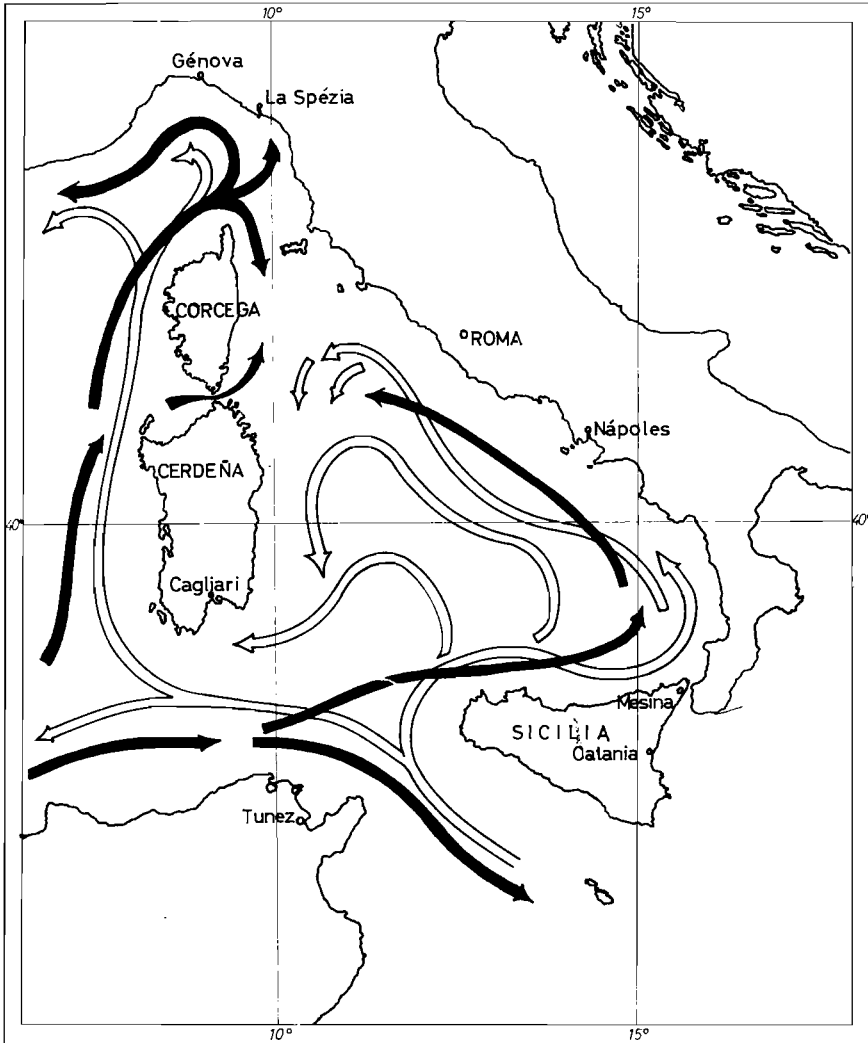 10°
15°
Génova
La Spézia
CORCEGA
ROMA
Nápoles
CERDEÑA
40°
40°
Cagliari
Mesina
SICILIA
Catania
Tunez
10°
15°